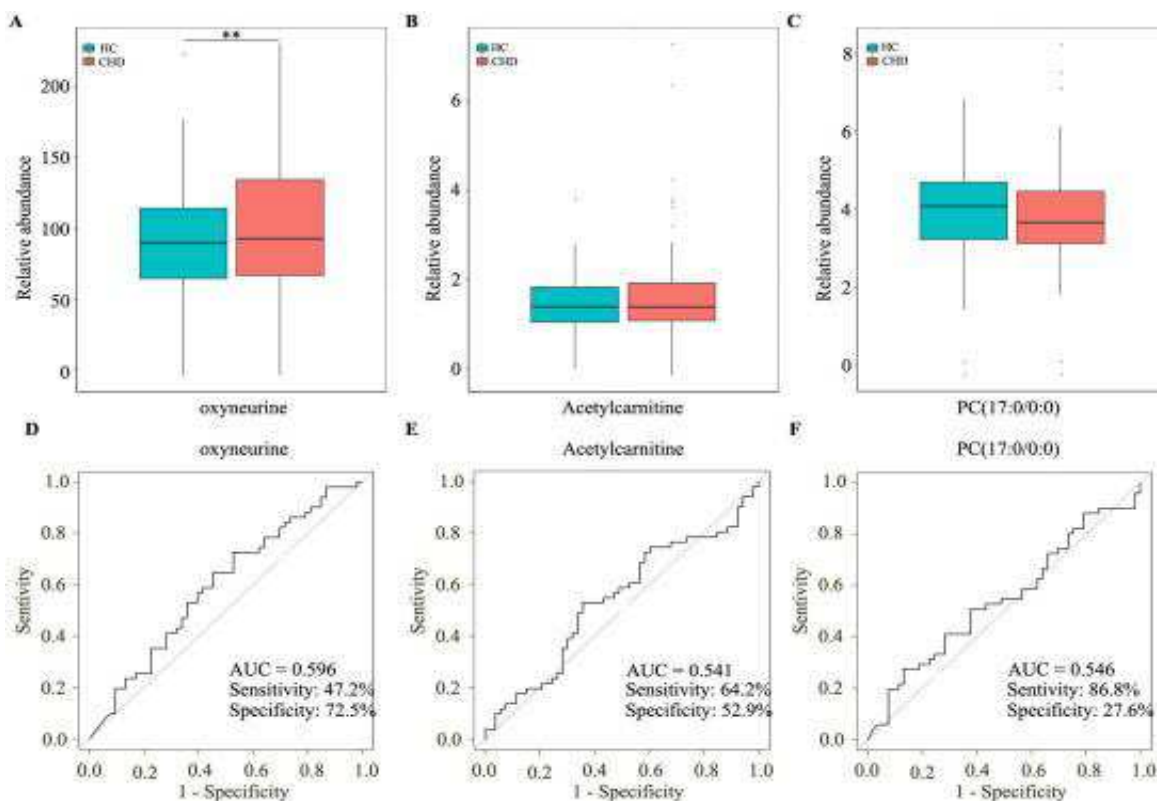 A
**
HC
CHD
200
150
100
50
0
Relative abundance
oxyneurine
B
HC
CHD
6
4
2
0
Relative abundance
Acetylcarnitine
C
HC
CHD
8
6
4
2
0
Relative abundance
PC(17:0/0:0)
D
oxyneurine
1.0
0.8
0.6
0.4
0.2
0.0
Sentivity
AUC = 0.596
Sensitivity: 47.2%
Specificity: 72.5%
0.0 0.2 0.4 0.6 0.8 1.0
1 - Specificity
E
Acetylcarnitine
1.0
0.8
0.6
0.4
0.2
0.0
Sentivity
AUC = 0.541
Sensitivity: 64.2%
Specificity: 52.9%
0.0 0.2 0.4 0.6 0.8 1.0
1 - Specificity
F
PC(17:0/0:0)
1.0
0.8
0.6
0.4
0.2
0.0
Sentivity
AUC = 0.546
Sentivity: 86.8%
Specificity: 27.6%
0.0 0.2 0.4 0.6 0.8 1.0
1 - Specificity